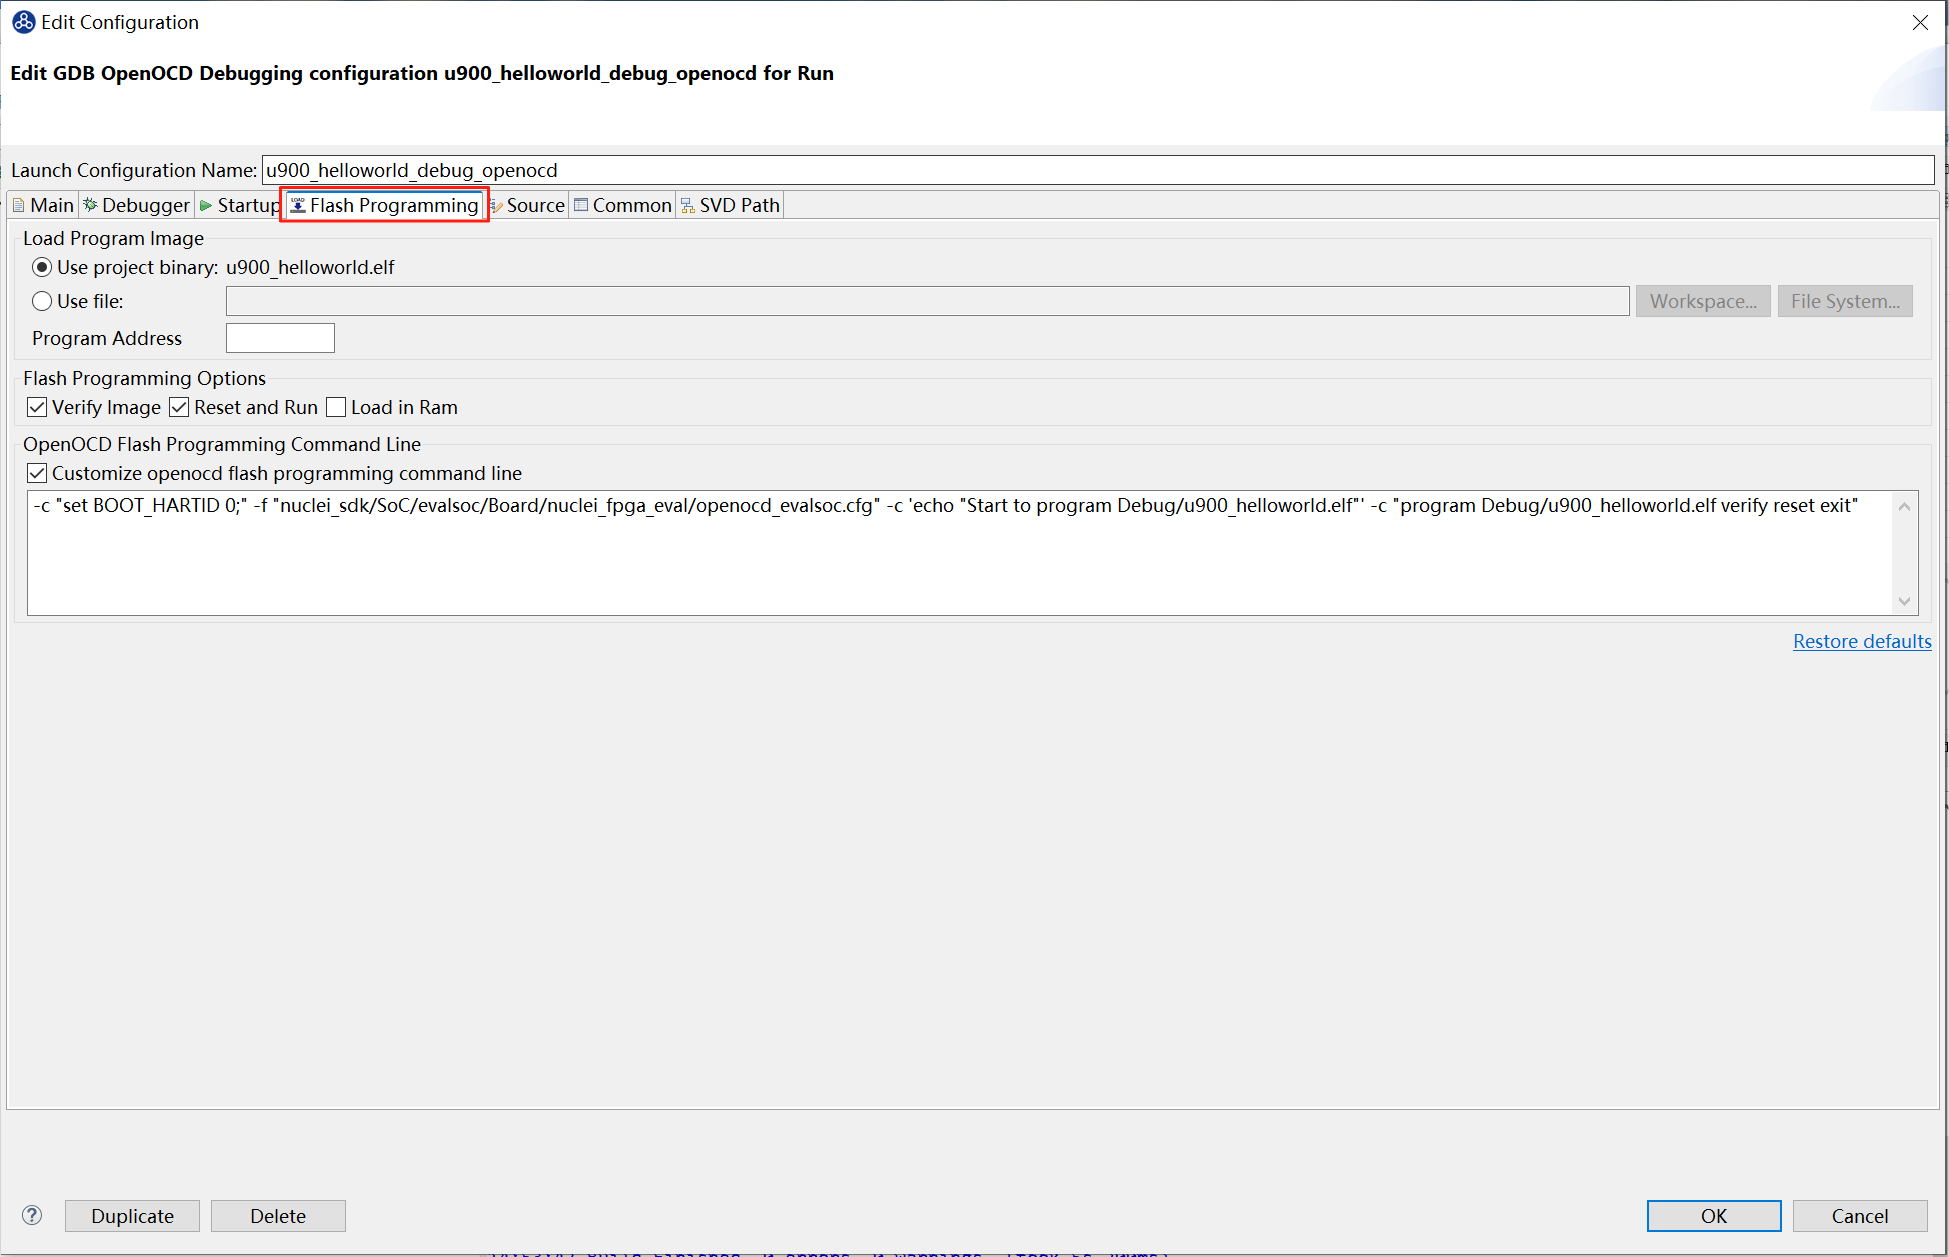 Edit Configuration
Edit GDB OpenOCD Debugging configuration u900_helloworld_debug_openocd for Run
Launch Configuration Name: u900_helloworld_debug_openocd
Main Debugger Startup Flash Programming Source Common SVD Path
Load Program Image
Use project binary: u900_helloworld.elf
Use file: Workspace... File System...
Program Address
Flash Programming Options
Verify Image Reset and Run Load in Ram
OpenOCD Flash Programming Command Line
Customize openocd flash programming command line
-c "set BOOT_HARTID 0;" -f "nuclei_sdk/SoC/evalsoc/Board/nuclei_fpga_eval/openocd_evalsoc.cfg" -c 'echo "Start to program Debug/u900_helloworld.elf"' -c "program Debug/u900_helloworld.elf verify reset exit"
Restore defaults
Duplicate Delete OK Cancel